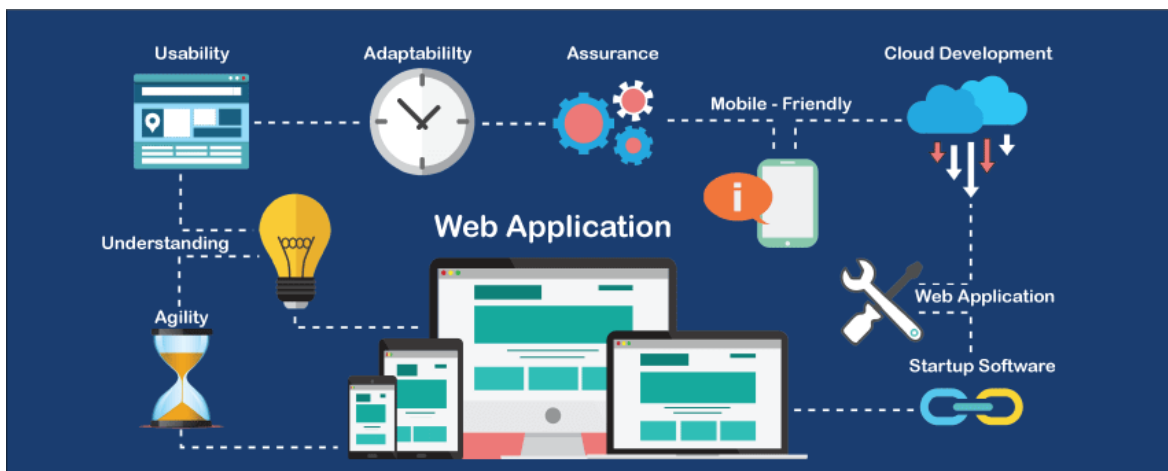 Usability
Adaptabililty
Assurance
Cloud Development
Mobile - Friendly
i
Web Application
Understanding
Agility
Web Application
Startup Software